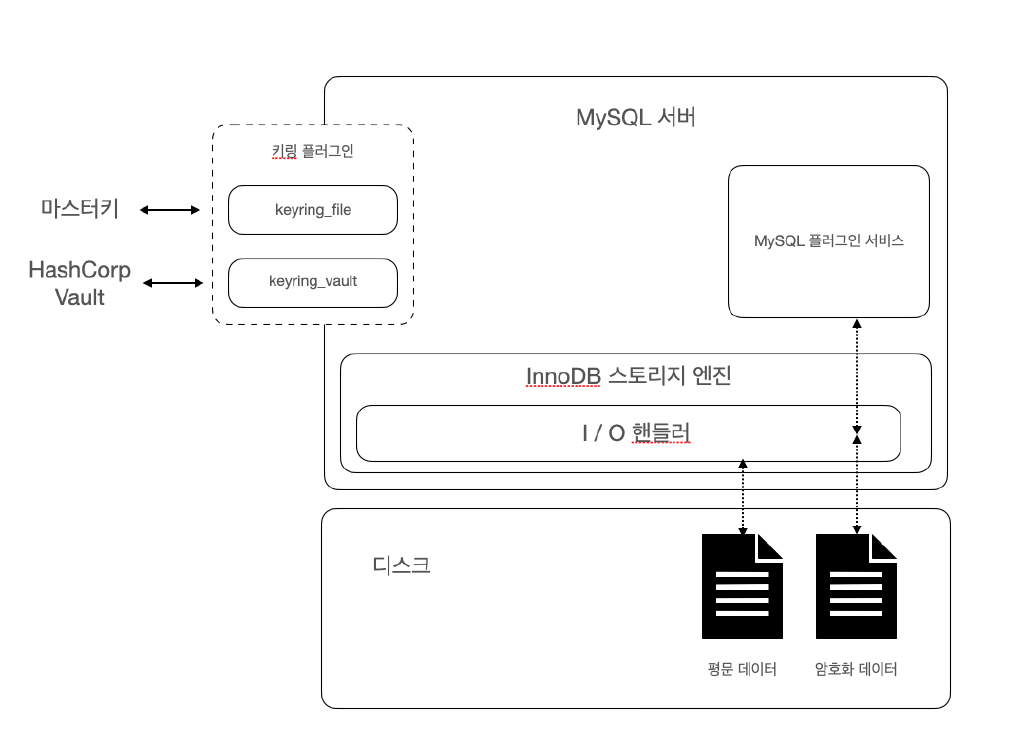 MySQL 서버
키링 플러그인
마스터키
keyring_file
MySQL 플러그인 서비스
HashCorp
Vault
keyring_vault
InnoDB 스토리지 엔진
I / O 핸들러
디스크
평문 데이터
암호화 데이터